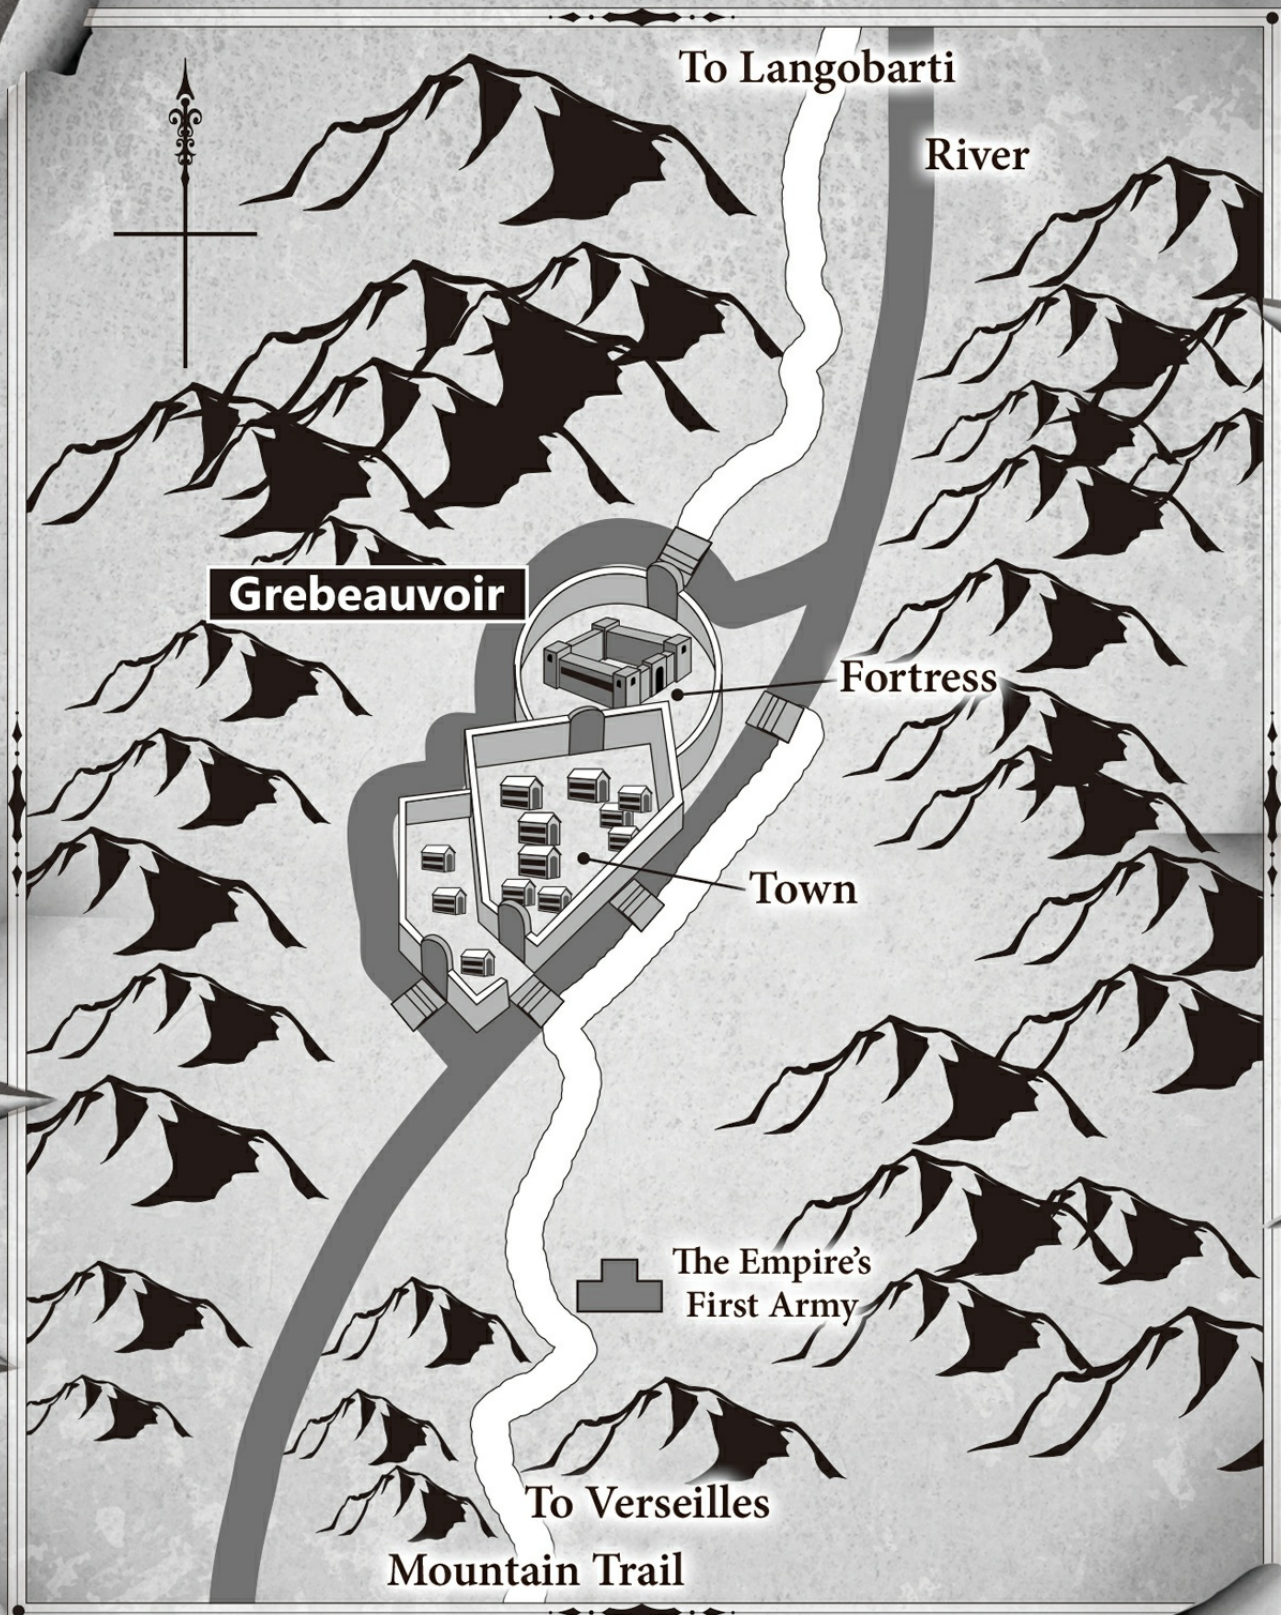 To Langobarti
River
Grebeauvoir
Fortress
Town
The Empire's
First Army
To Verseilles
Mountain Trail